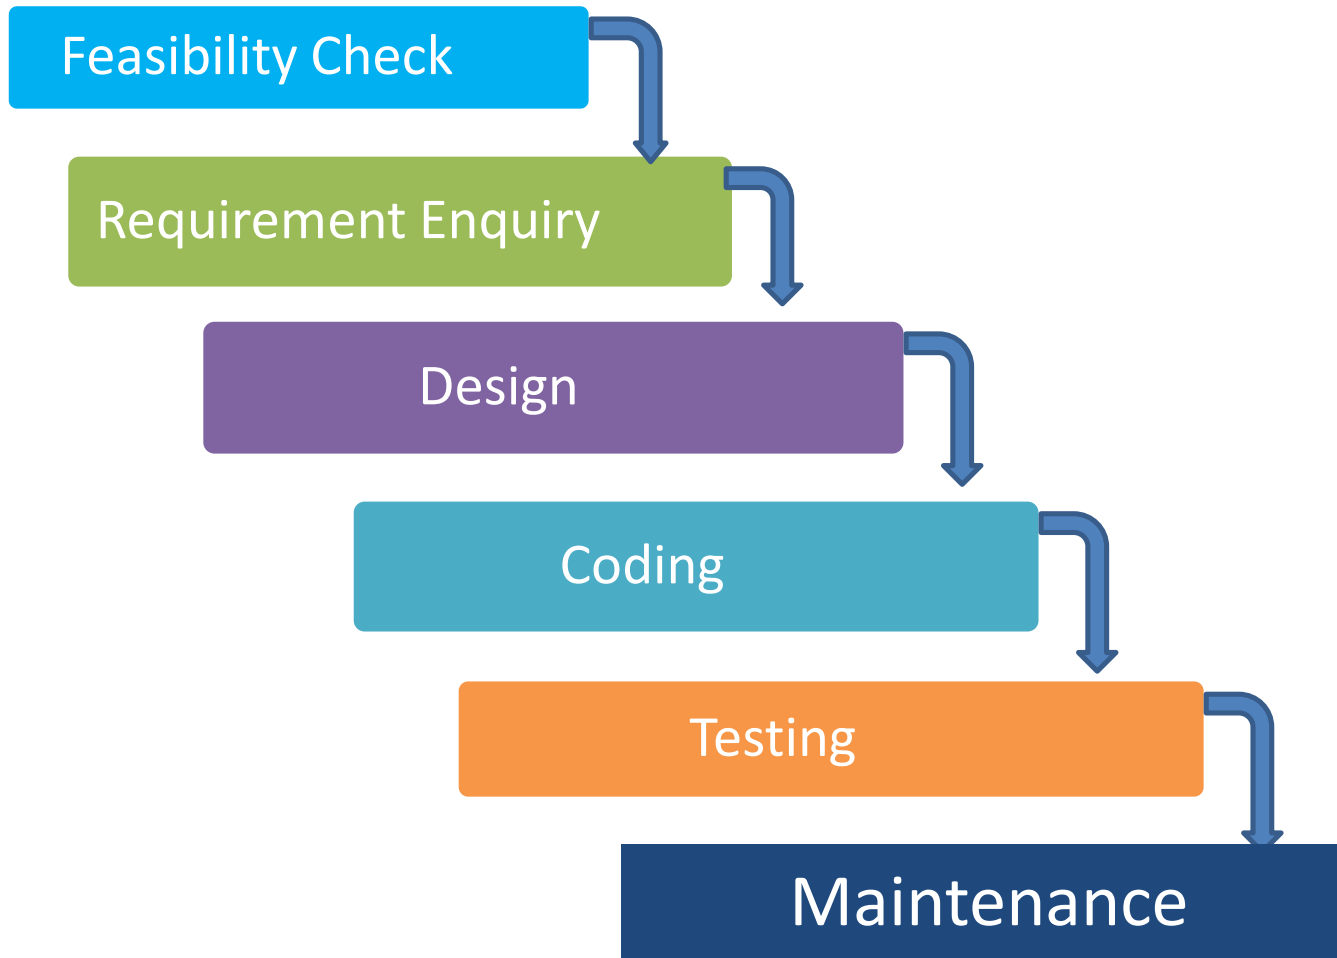 Feasibility Check
Requirement Enquiry
Design
Coding
Testing
Maintenance